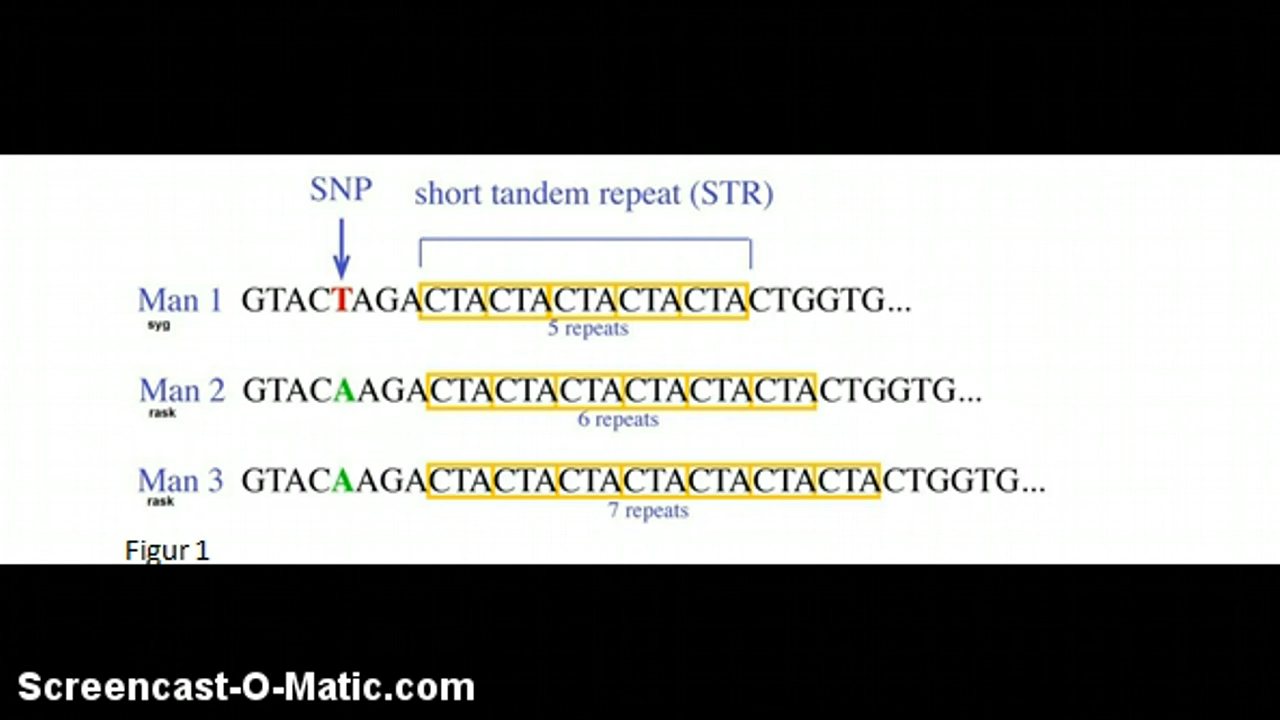 SNP short tandem repeat (STR)
Man 1 GTACTAGACTACTACTACTACTACTGGTG...
syg
5 repeats
Man 2 GTACAAGACTACTACTACTACTACTACTGGTG...
rask
6 repeats
Man 3 GTACAAGACTACTACTACTACTACTACTACTGGTG...
rask
7 repeats
Figur 1
Screencast-O-Matic.com